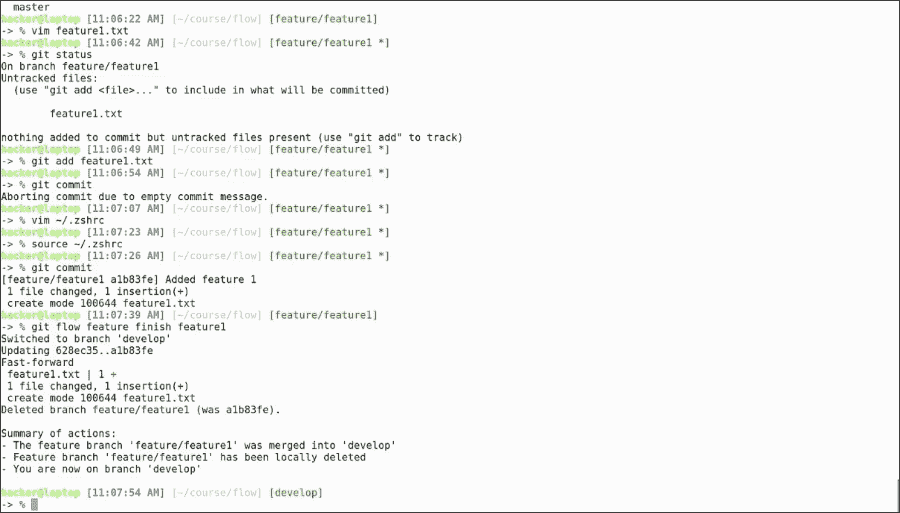 master
hacker@laptop [11:06:22 AM] [~/course/flow] [feature/feature1]
-> % vim feature1.txt
hacker@laptop [11:06:42 AM] [~/course/flow] [feature/feature1 *]
-> % git status
On branch feature/feature1
Untracked files:
(use "git add <file>..." to include in what will be committed)
feature1.txt
nothing added to commit but untracked files present (use "git add" to track)
hacker@laptop [11:06:49 AM] [~/course/flow] [feature/feature1 *]
-> % git add feature1.txt
hacker@laptop [11:06:54 AM] [~/course/flow] [feature/feature1 *]
-> % git commit
Aborting commit due to empty commit message.
hacker@laptop [11:07:07 AM] [~/course/flow] [feature/feature1 *]
-> % vim ~/.zshrc
hacker@laptop [11:07:23 AM] [~/course/flow] [feature/feature1 *]
-> % source ~/.zshrc
hacker@laptop [11:07:26 AM] [~/course/flow] [feature/feature1 *]
-> % git commit
[feature/feature1 a1b83fe] Added feature 1
1 file changed, 1 insertion(+)
create mode 100644 feature1.txt
hacker@laptop [11:07:39 AM] [~/course/flow] [feature/feature1]
-> % git flow feature finish feature1
Switched to branch 'develop'
Updating 628ec35..a1b83fe
Fast-forward
feature1.txt | 1 +
1 file changed, 1 insertion(+)
create mode 100644 feature1.txt
Deleted branch feature/feature1 (was a1b83fe).
Summary of actions:
- The feature branch 'feature/feature1' was merged into 'develop'
- Feature branch 'feature/feature1' has been locally deleted
- You are now on branch 'develop'
hacker@laptop [11:07:54 AM] [~/course/flow] [develop]
-> %